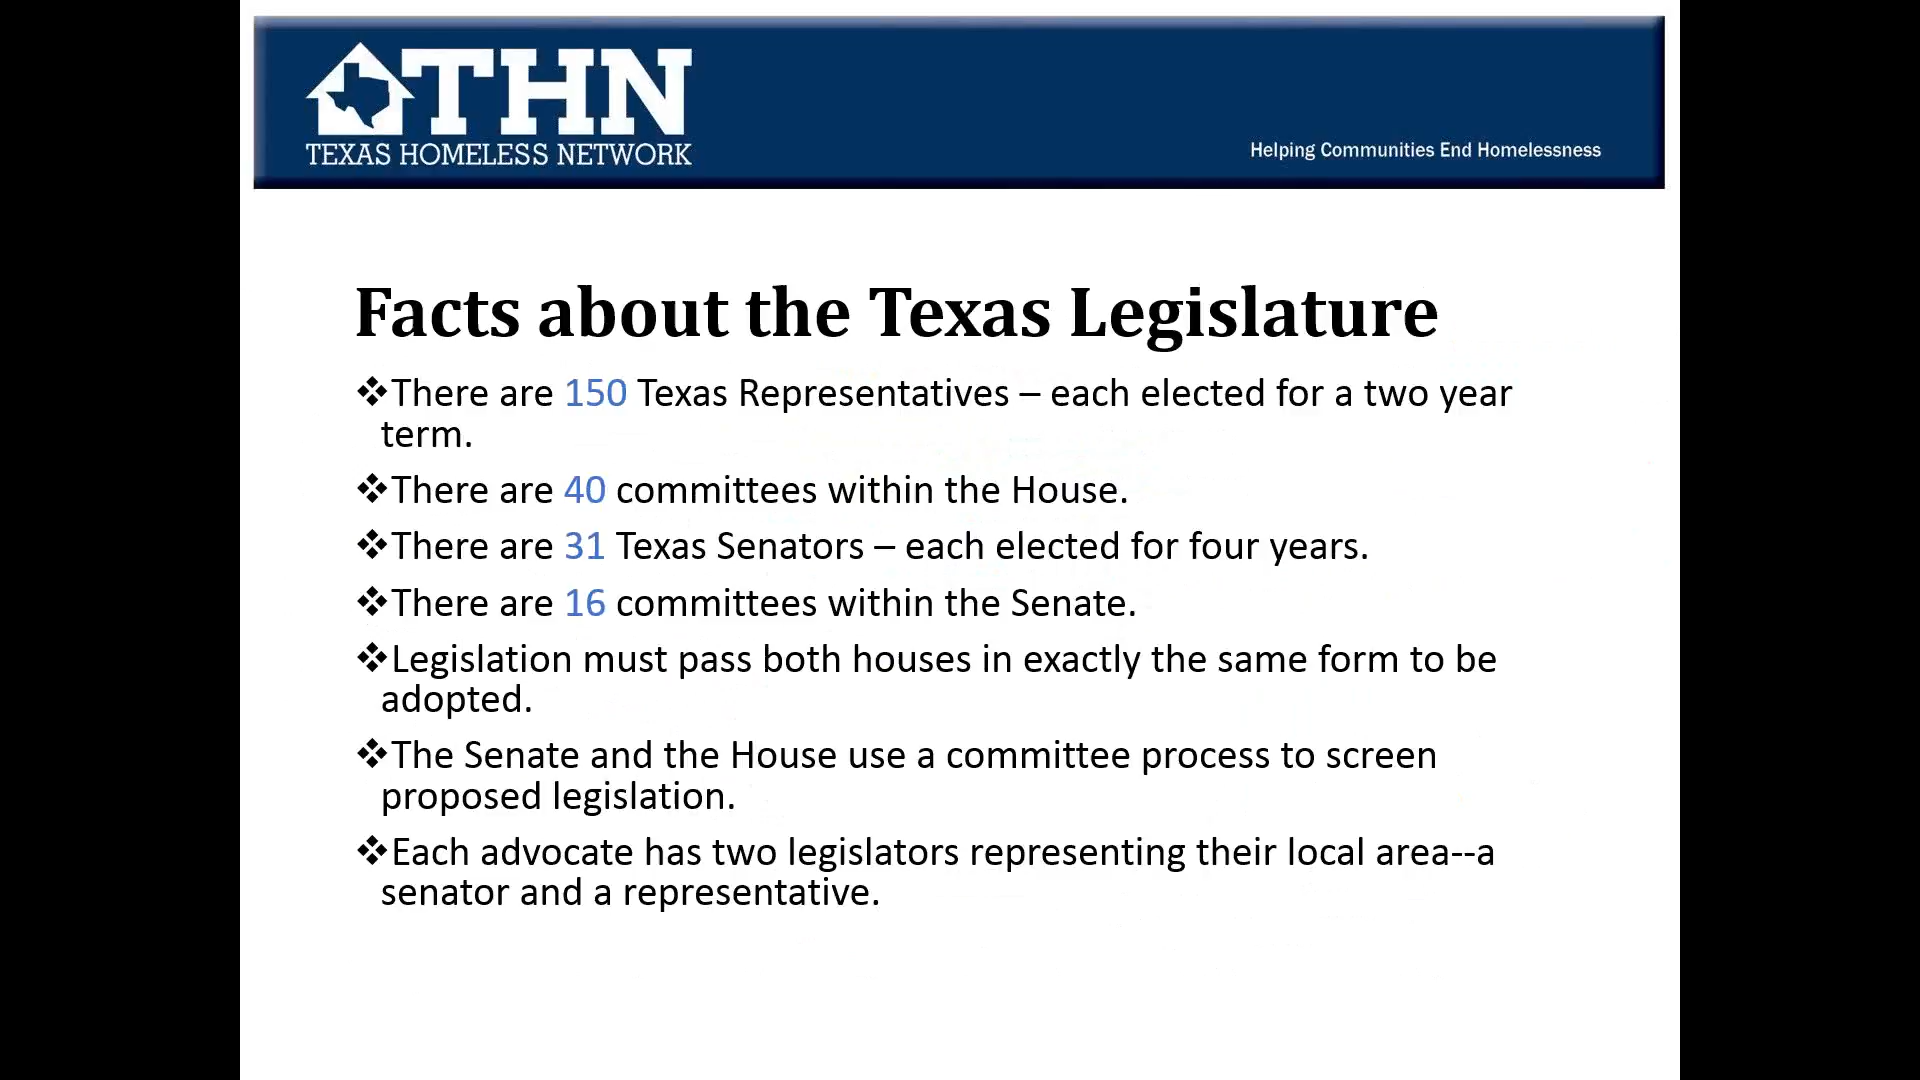 THN
TEXAS HOMELESS NETWORK
Helping Communities End Homelessness
Facts about the Texas Legislature
❖There are 150 Texas Representatives – each elected for a two year
term.
❖There are 40 committees within the House.
❖There are 31 Texas Senators – each elected for four years.
❖There are 16 committees within the Senate.
❖Legislation must pass both houses in exactly the same form to be
adopted.
❖The Senate and the House use a committee process to screen
proposed legislation.
❖Each advocate has two legislators representing their local area--a
senator and a representative.